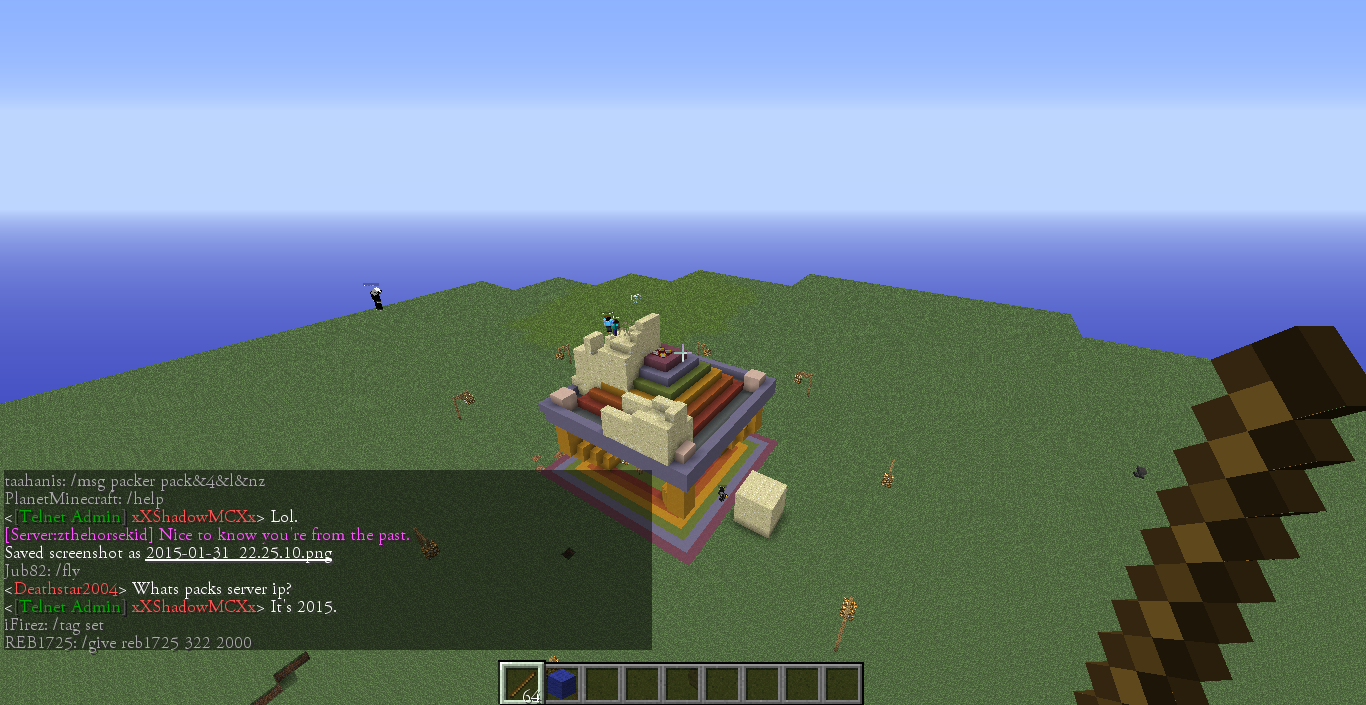 taahanis: /msg packer pack&4&l&nz
PlanetMinecraft: /help
<[Telnet Admin] xXShadowMCXx> Lol.
[Server:zthehorsekid] Nice to know you're from the past.
Saved screenshot as 2015-01-31_22.25.10.png
Jub82: /fly
<Deathstar2004> Whats packs server ip?
<[Telnet Admin] xXShadowMCXx> It's 2015.
iFirez: /tag set
REB1725: /give reb1725 322 2000
64